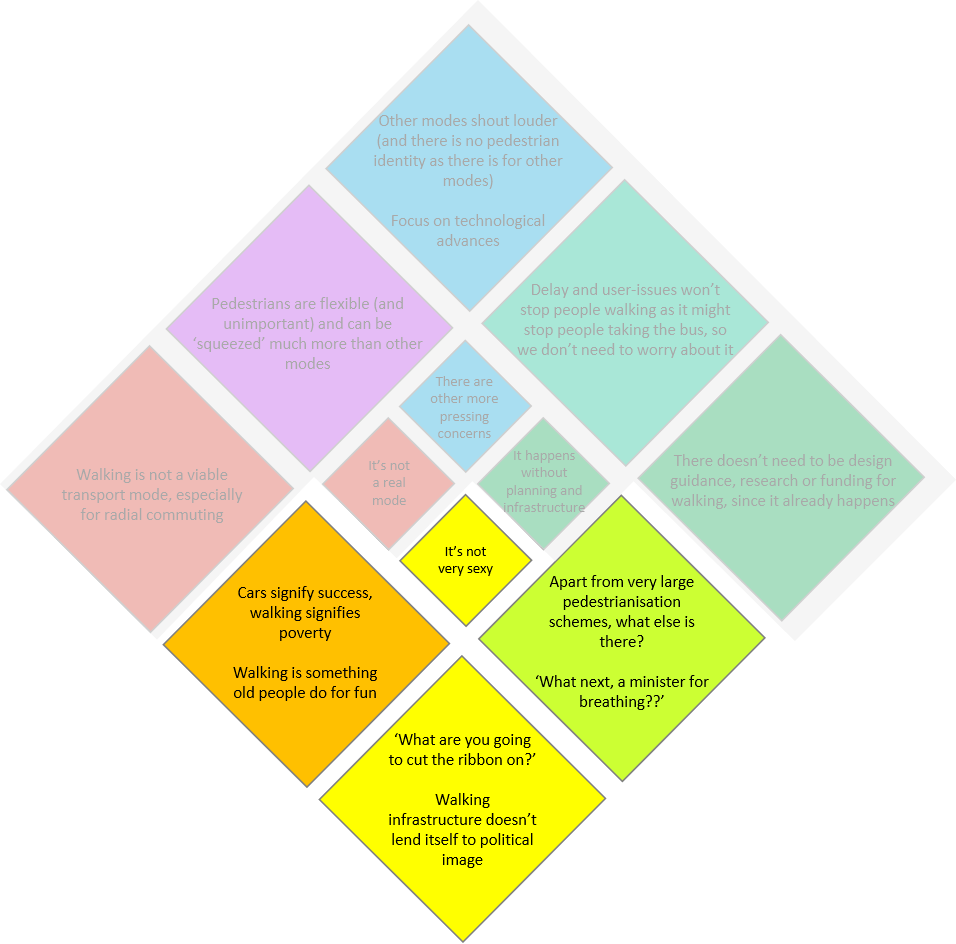 Other modes shout louder
(and there is no pedestrian
identity as there is for other
modes)
Focus on technological
advances
Pedestrians are flexible (and
unimportant) and can be
‘squeezed’ much more than other
modes
Delay and user-issues won’t
stop people walking as it might
stop people taking the bus, so
we don’t need to worry about it
There are
other more
pressing
concerns
Walking is not a viable
transport mode, especially
for radial commuting
It’s not
a real
mode
It happens
without
planning and
infrastructure
There doesn’t need to be design
guidance, research or funding for
walking, since it already happens
It’s not
very sexy
Cars signify success,
walking signifies
poverty
Walking is something
old people do for fun
Apart from very large
pedestrianisation
schemes, what else is
there?
‘What next, a minister for
breathing??’
‘What are you going
to cut the ribbon on?’
Walking
infrastructure doesn’t
lend itself to political
image